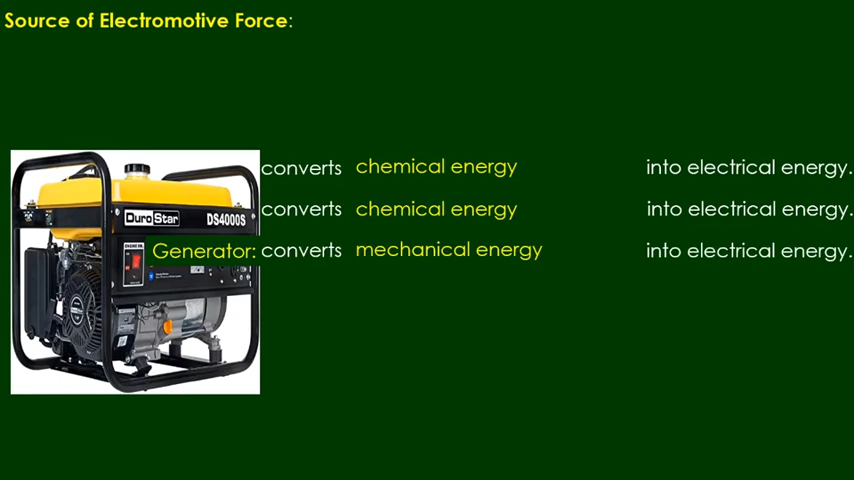 Source of Electromotive Force:
converts chemical energy into electrical energy.
DuroStar DS4000S
converts chemical energy into electrical energy.
Generator: converts mechanical energy into electrical energy.